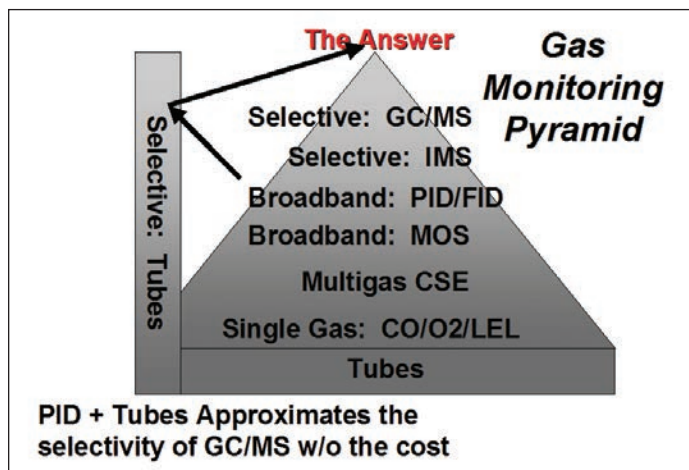 The Answer
Gas
Monitoring
Pyramid
Selective: Tubes
Selective: GC/MS
Selective: IMS
Broadband: PID/FID
Broadband: MOS
Multigas CSE
Single Gas: CO/O2/LEL
Tubes
PID + Tubes Approximates the
selectivity of GC/MS w/o the cost